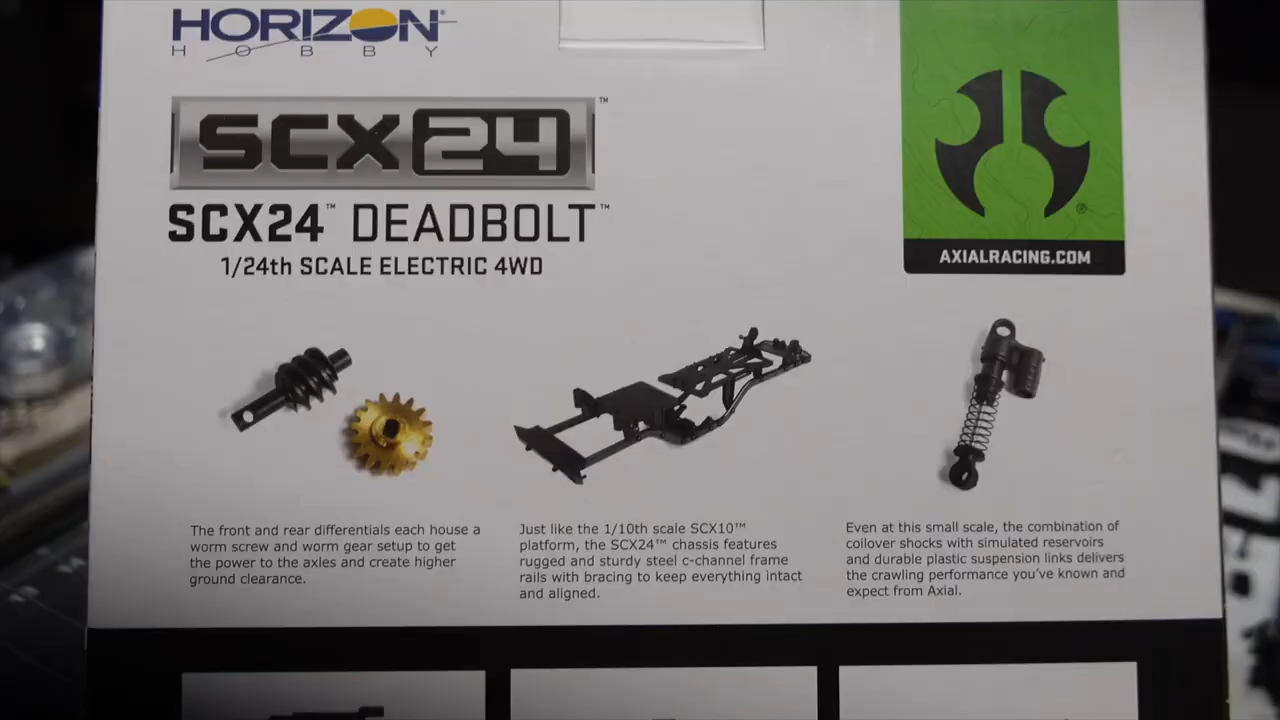 HORIZON
HOBBY
SCX24™
SCX24™ DEADBOLT™
1/24th SCALE ELECTRIC 4WD
®
AXIALRACING.COM
The front and rear differentials each house a
worm screw and worm gear setup to get
the power to the axles and create higher
ground clearance.
Just like the 1/10th scale SCX10™
platform, the SCX24™ chassis features
rugged and sturdy steel c-channel frame
rails with bracing to keep everything intact
and aligned.
Even at this small scale, the combination of
coilover shocks with simulated reservoirs
and durable plastic suspension links delivers
the crawling performance you've known and
expect from Axial.